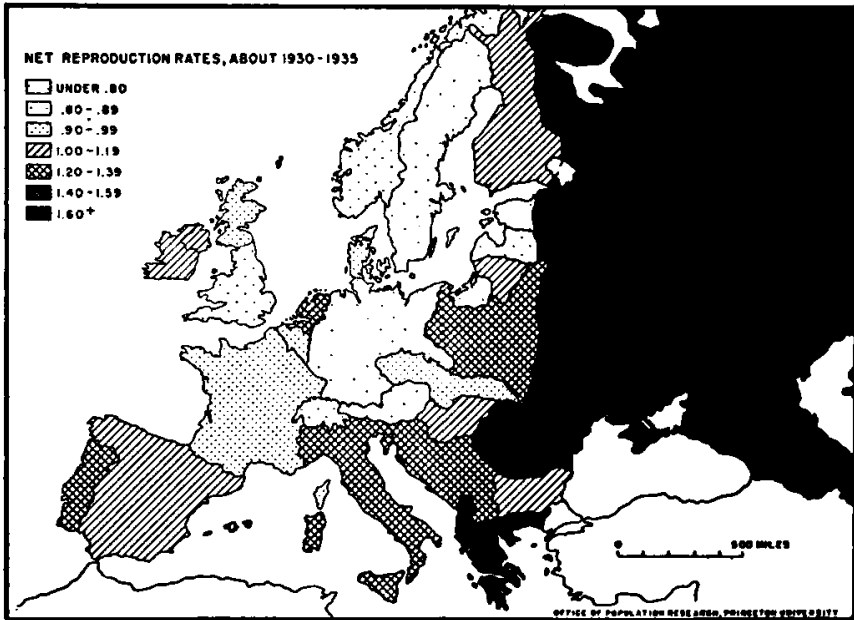 NET REPRODUCTION RATES, ABOUT 1930-1935
UNDER .80
.80-.89
.90-.99
1.00-1.19
1.20-1.39
1.40-1.59
1.60+
0 500 MILES
OFFICE OF POPULATION RESEARCH, PRINCETON UNIVERSITY